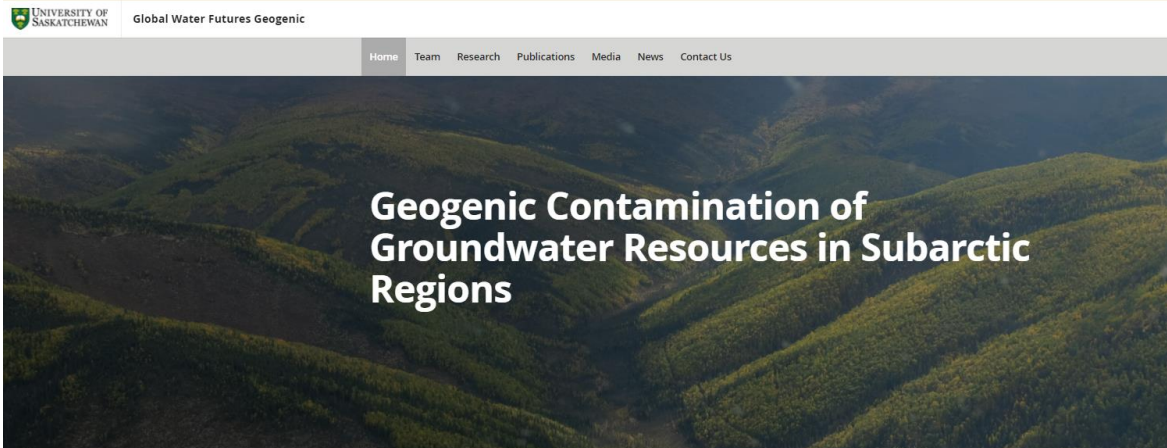 UNIVERSITY OF
SASKATCHEWAN
Global Water Futures Geogenic
Home Team Research Publications Media News Contact Us
Geogenic Contamination of
Groundwater Resources in Subarctic
Regions